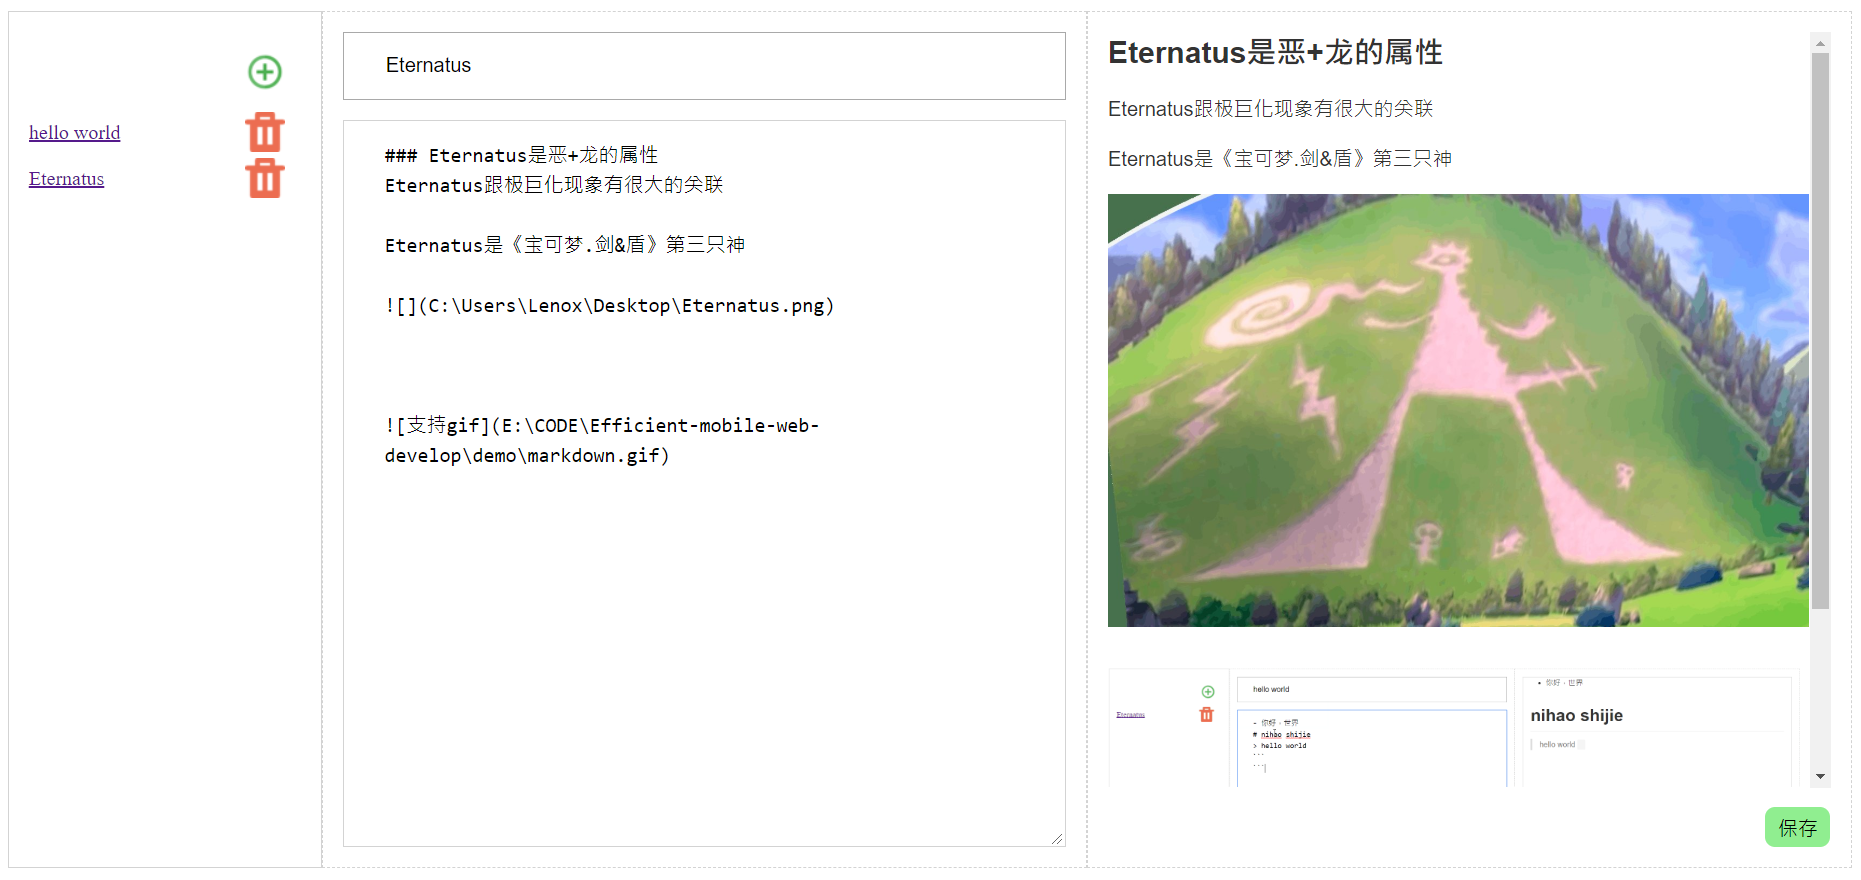 hello world
Eternatus
Eternatus
### Eternatus是恶+龙的属性
Eternatus跟极巨化现象有很大的关联
Eternatus是《宝可梦.剑&盾》第三只神
![](C:\Users\Lenox\Desktop\Eternatus.png)
![支持gif](E:\CODE\Efficient-mobile-web-
develop\demo\markdown.gif)
Eternatus是恶+龙的属性
Eternatus跟极巨化现象有很大的关联
Eternatus是《宝可梦.剑&盾》第三只神
Eternatus
hello world
- 你好，世界
# nihao shijie
> hello world
```
```
• 你好，世界
nihao shijie
hello world
保存